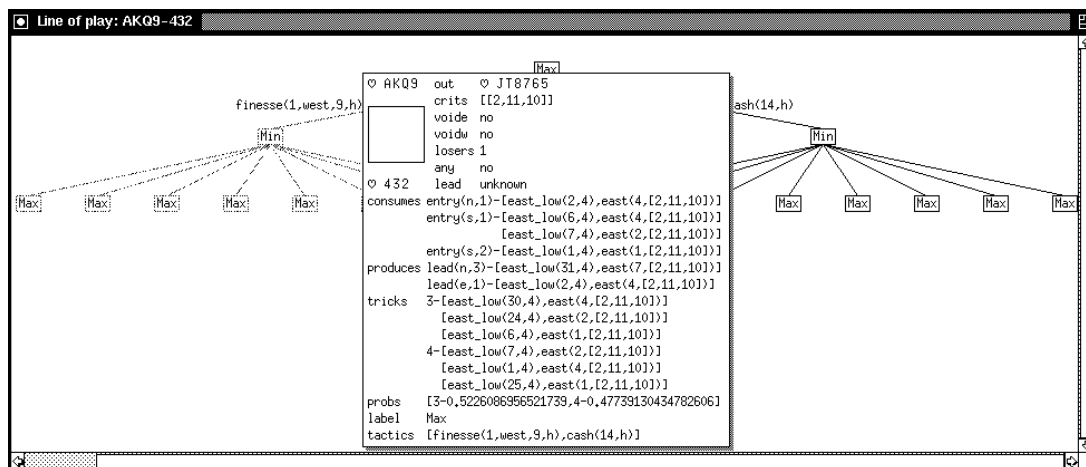 Line of play: AKQ9-432
Max
finesse(1,west,9,h)
cash(14,h)
Min
Min
Max Max Max Max Max
Max Max Max Max Max
♡ AKQ9 out ♡ JT8765
crits [[2,11,10]]
voide no
voidw no
losers 1
any no
♡ 432 lead unknown
consumes entry(n,1)-[east_low(2,4),east(4,[2,11,10])]
entry(s,1)-[east_low(6,4),east(4,[2,11,10])]
[east_low(7,4),east(2,[2,11,10])]
entry(s,2)-[east_low(1,4),east(1,[2,11,10])]
produces lead(n,3)-[east_low(31,4),east(7,[2,11,10])]
lead(e,1)-[east_low(2,4),east(4,[2,11,10])]
tricks 3-[east_low(30,4),east(4,[2,11,10])]
[east_low(24,4),east(2,[2,11,10])]
[east_low(6,4),east(1,[2,11,10])]
4-[east_low(7,4),east(2,[2,11,10])]
[east_low(1,4),east(4,[2,11,10])]
[east_low(25,4),east(1,[2,11,10])]
probs [3-0.5226086956521739,4-0.47739130434782606]
label Max
tactics [finesse(1,west,9,h),cash(14,h)]